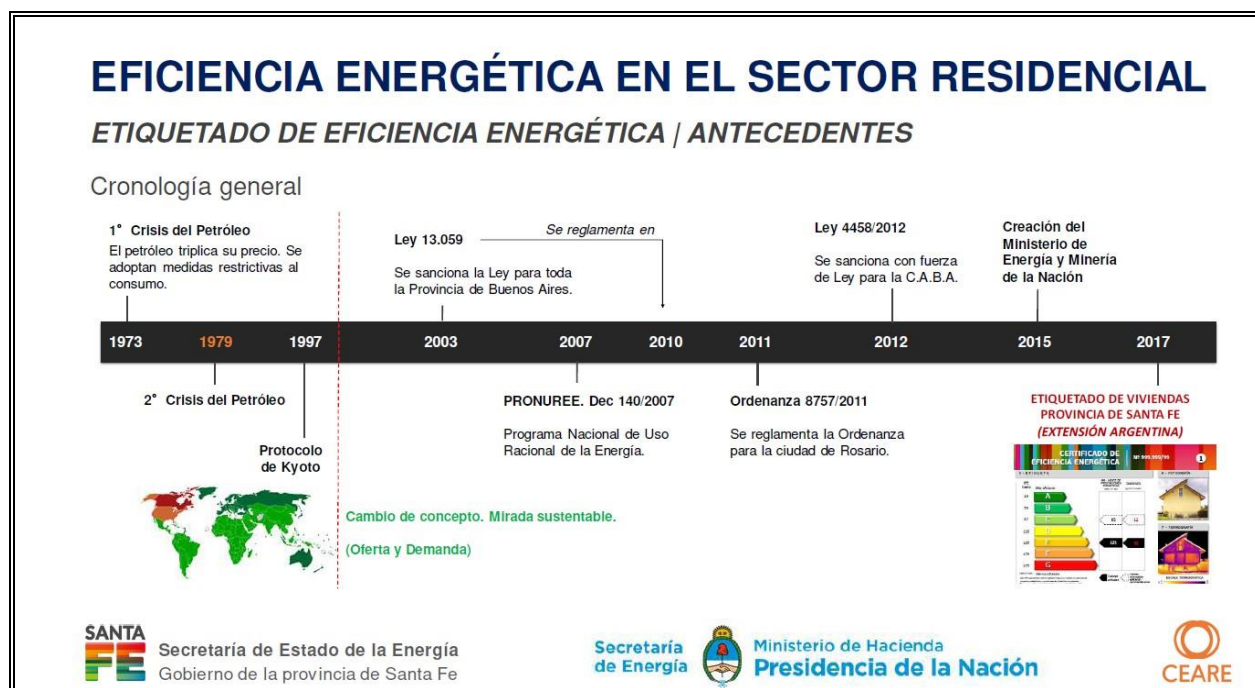 EFICIENCIA ENERGÉTICA EN EL SECTOR RESIDENCIAL
ETIQUETADO DE EFICIENCIA ENERGÉTICA | ANTECEDENTES
Cronología general
1° Crisis del Petróleo
El petróleo triplica su precio. Se
adoptan medidas restrictivas al
consumo.
Ley 13.059
Se reglamenta en
Se sanciona la Ley para toda
la Provincia de Buenos Aires.
Ley 4458/2012
Se sanciona con fuerza
de Ley para la C.A.B.A.
Creación del
Ministerio de
Energía y Minería
de la Nación
1973 1979 1997 2003 2007 2010 2011 2012 2015 2017
2° Crisis del Petróleo
Protocolo
de Kyoto
PRONUREE. Dec 140/2007
Programa Nacional de Uso
Racional de la Energía.
Ordenanza 8757/2011
Se reglamenta la Ordenanza
para la ciudad de Rosario.
ETIQUETADO DE VIVIENDAS
PROVINCIA DE SANTA FE
(EXTENSIÓN ARGENTINA)
CERTIFICADO DE
EFICIENCIA ENERGÉTICA
1
A
G
Cambio de concepto. Mirada sustentable.
(Oferta y Demanda)
SANTA
FE
Secretaría de Estado de la Energía
Gobierno de la provincia de Santa Fe
Secretaría
de Energía
Ministerio de Hacienda
Presidencia de la Nación
CEARE